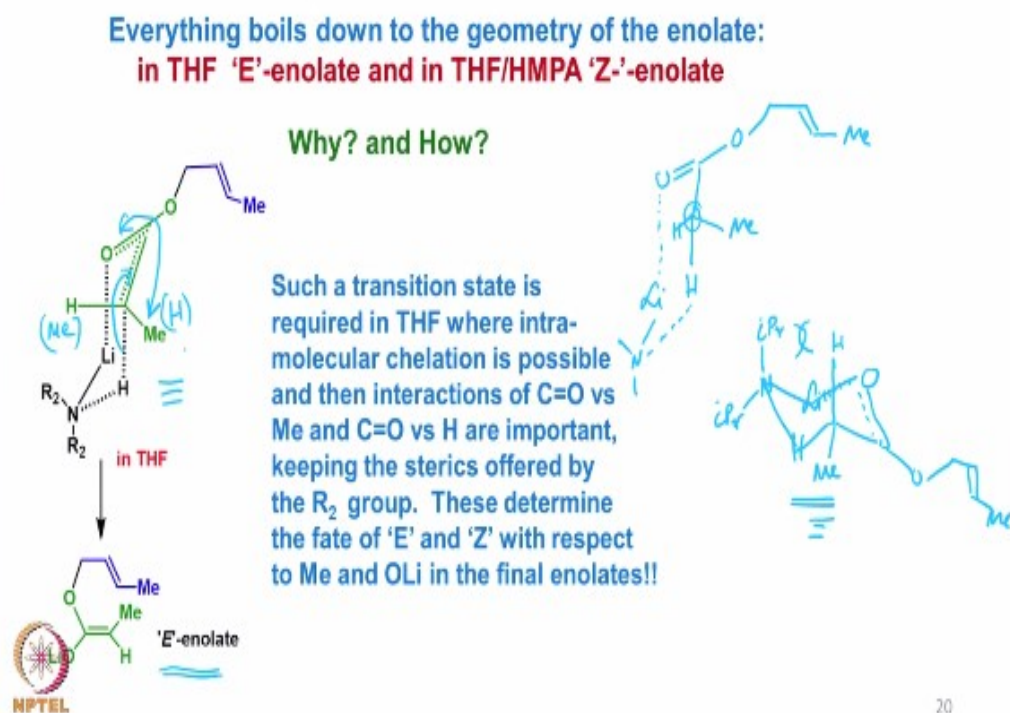 Everything boils down to the geometry of the enolate:
in THF 'E'-enolate and in THF/HMPA 'Z-'-enolate
Why? and How?
O
Me
O
H
Me
(Me)
(H)
Li
R₂
N
H
R₂
in THF
Such a transition state is
required in THF where intra-
molecular chelation is possible
and then interactions of C=O vs
Me and C=O vs H are important,
keeping the sterics offered by
the R₂ group. These determine
the fate of 'E' and 'Z' with respect
to Me and OLi in the final enolates!!
O
Me
O
H
Me
H
Li
N
iPr
H
O
N
Li
iPr
H
Me
O
Me
Me
O
Me
LiO
H
'E'-enolate
NPTEL
20